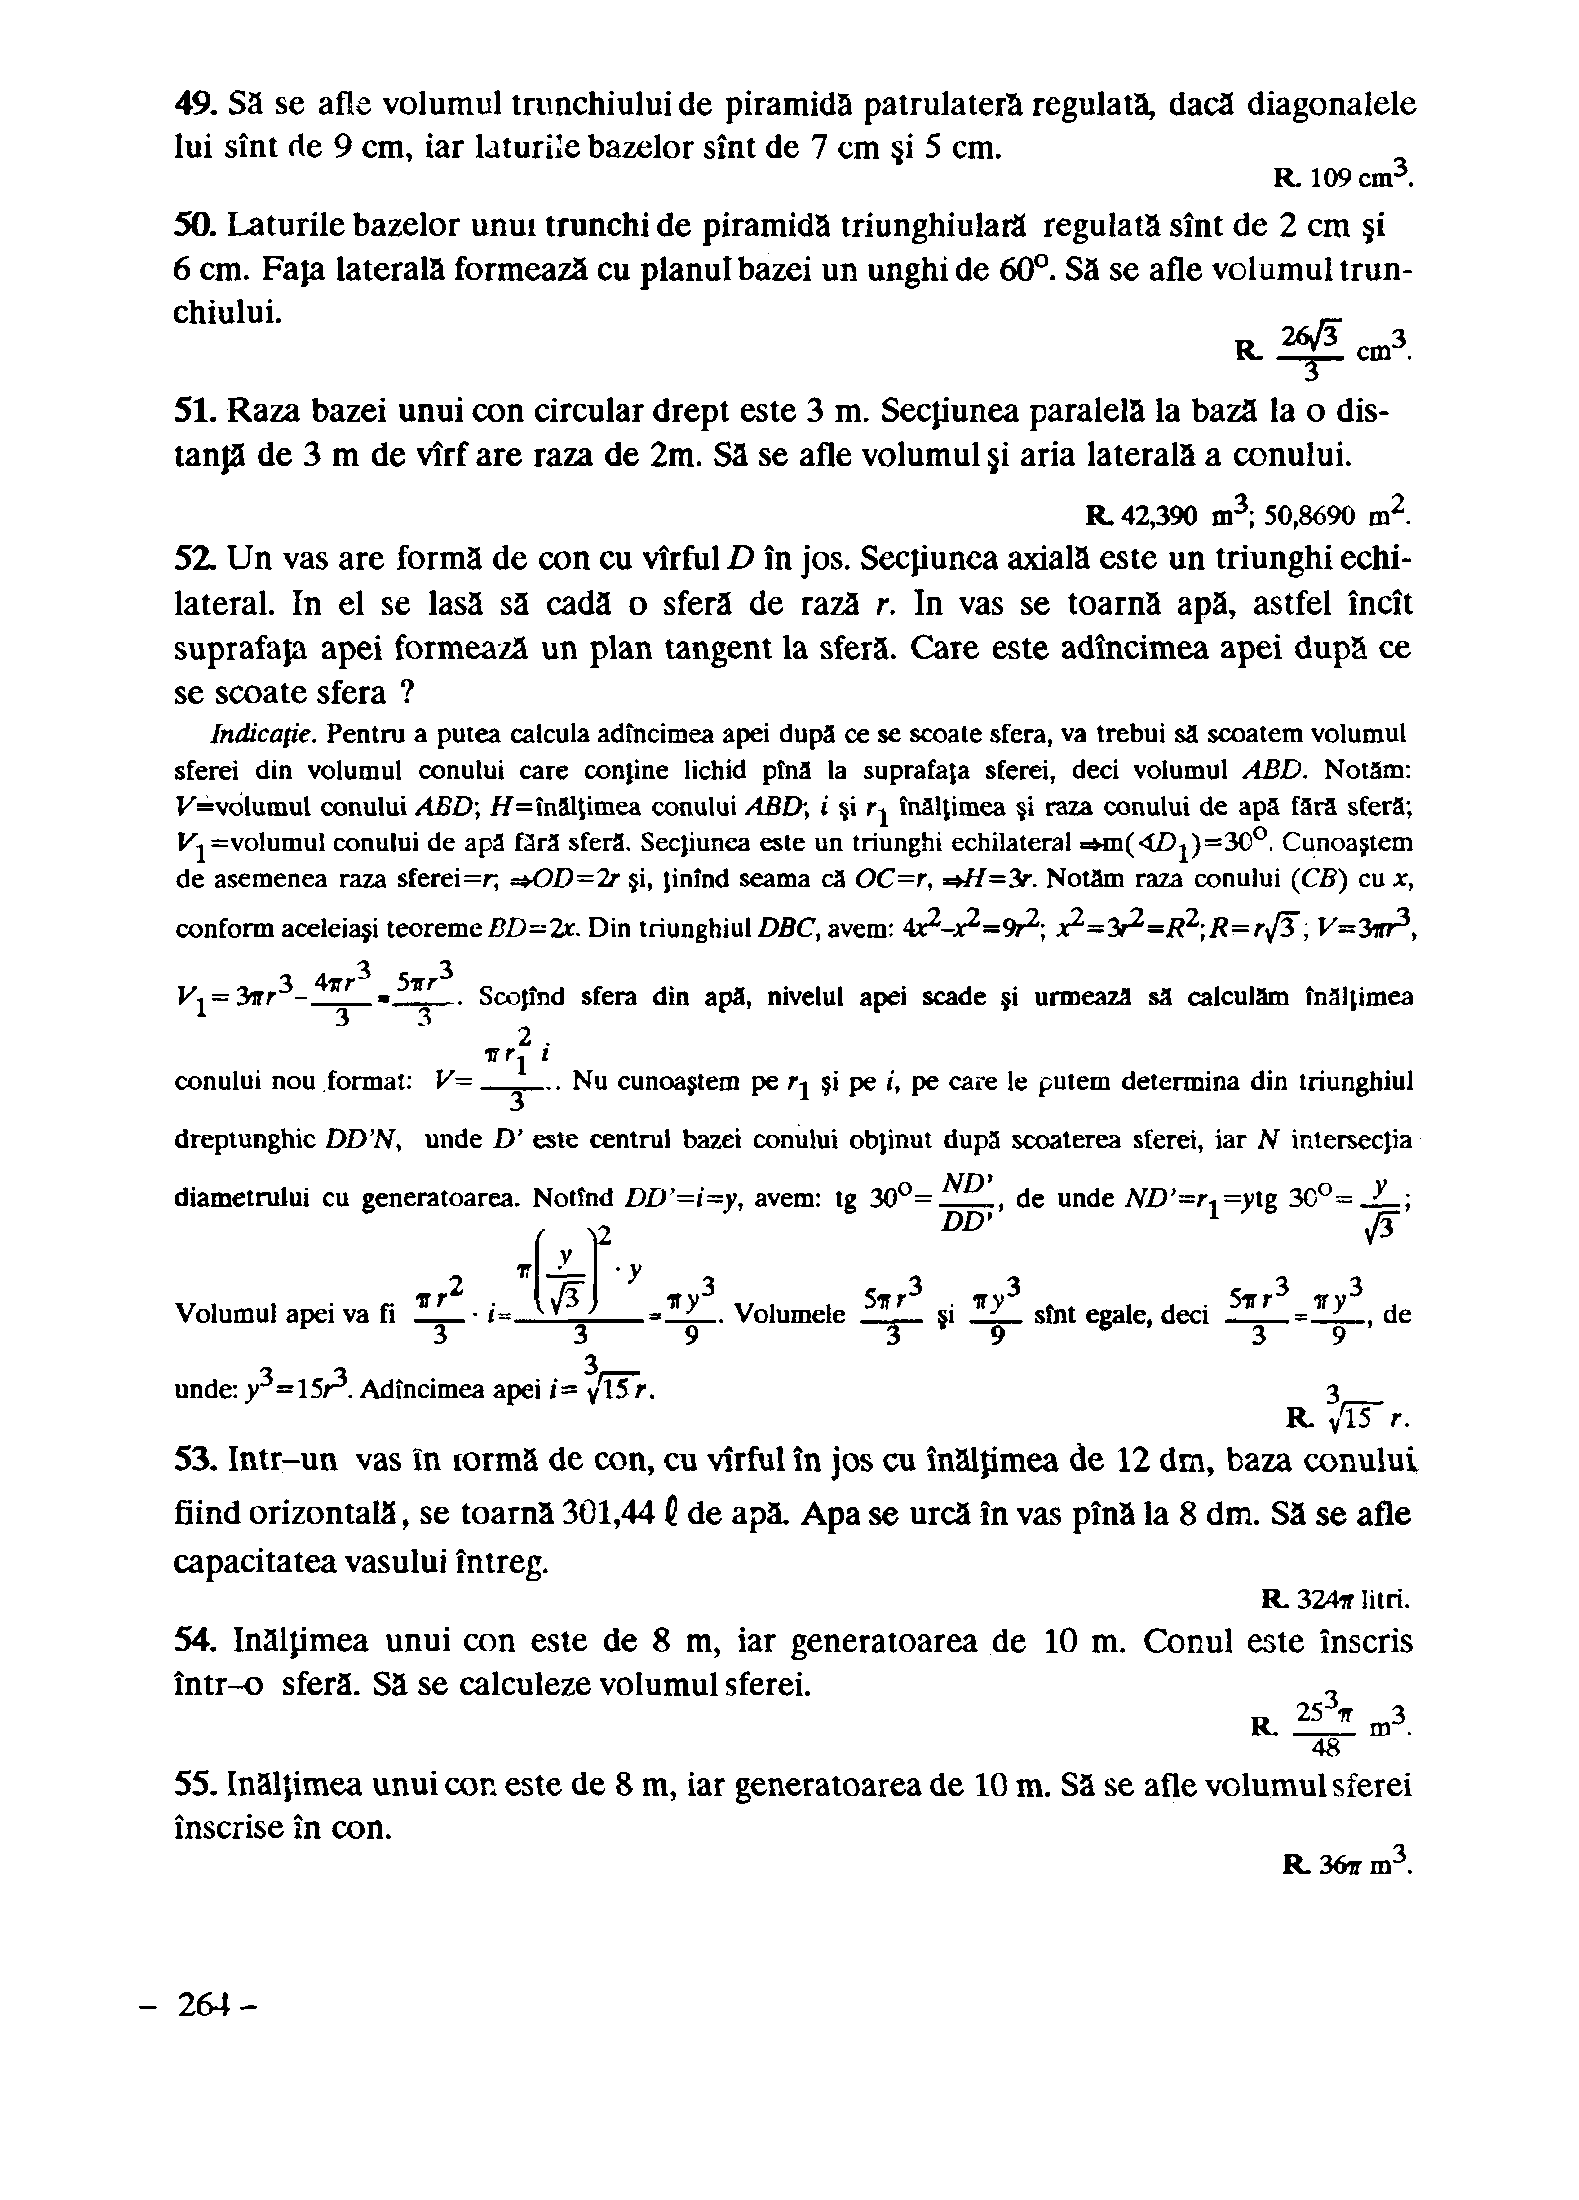 49. Să se afle volumul trunchiului de piramidă patrulateră regulată, dacă diagonalele
lui sînt de 9 cm, iar laturile bazelor sînt de 7 cm şi 5 cm.
R. 109 cm³.
50. Laturile bazelor unui trunchi de piramidă triunghiulară regulată sînt de 2 cm şi
6 cm. Faţa laterală formează cu planul bazei un unghi de 60°. Să se afle volumul trun-
chiului.
R. 26√3/3 cm³.
51. Raza bazei unui con circular drept este 3 m. Secţiunea paralelă la bază la o dis-
tanţă de 3 m de vîrf are raza de 2m. Să se afle volumul şi aria laterală a conului.
R. 42,390 m³; 50,8690 m².
52. Un vas are formă de con cu vîrful D în jos. Secţiunea axială este un triunghi echi-
lateral. In el se lasă să cadă o sferă de rază r. In vas se toarnă apă, astfel încît
suprafaţa apei formează un plan tangent la sferă. Care este adîncimea apei după ce
se scoate sfera ?
Indicaţie. Pentru a putea calcula adîncimea apei după ce se scoate sfera, va trebui să scoatem volumul
sferei din volumul conului care conţine lichid pînă la suprafaţa sferei, deci volumul ABD. Notăm:
V=volumul conului ABD; H=înălţimea conului ABD; i şi r₁ înălţimea şi raza conului de apă fără sferă;
V₁=volumul conului de apă fără sferă. Secţiunea este un triunghi echilateral ⇒m(∢D₁)=30°. Cunoaştem
de asemenea raza sferei=r; ⇒OD=2r şi, ţinînd seama că OC=r, ⇒H=3r. Notăm raza conului (CB) cu x,
conform aceleiaşi teoreme BD=2x. Din triunghiul DBC, avem: 4x²-x²=9r²; x²=3r²=R²; R=r√3; V=3πr³,
V₁=3πr³-4πr³/3=5πr³/3. Scoţînd sfera din apă, nivelul apei scade şi urmează să calculăm înălţimea
conului nou format: V=πr₁²i/3.. Nu cunoaştem pe r₁ şi pe i, pe care le putem determina din triunghiul
dreptunghic DD'N, unde D' este centrul bazei conului obţinut după scoaterea sferei, iar N intersecţia
diametrului cu generatoarea. Notînd DD'=i=y, avem: tg 30°=ND'/DD', de unde ND'=r₁=ytg 30°=y/√3;
Volumul apei va fi πr²/3 · i=π(y/√3)² · y/3=πy³/9. Volumele 5πr³/3 şi πy³/9 sînt egale, deci 5πr³/3=πy³/9, de
unde: y³=15r³. Adîncimea apei i=∛15 r.
R. ∛15 r.
53. Intr-un vas în formă de con, cu vîrful în jos cu înălţimea de 12 dm, baza conului
fiind orizontală, se toarnă 301,44 ℓ de apă. Apa se urcă în vas pînă la 8 dm. Să se afle
capacitatea vasului întreg.
R. 324π litri.
54. Inălţimea unui con este de 8 m, iar generatoarea de 10 m. Conul este înscris
într-o sferă. Să se calculeze volumul sferei.
R. 25³π/48 m³.
55. Inălţimea unui con este de 8 m, iar generatoarea de 10 m. Să se afle volumul sferei
înscrise în con.
R. 36π m³.
- 264 -